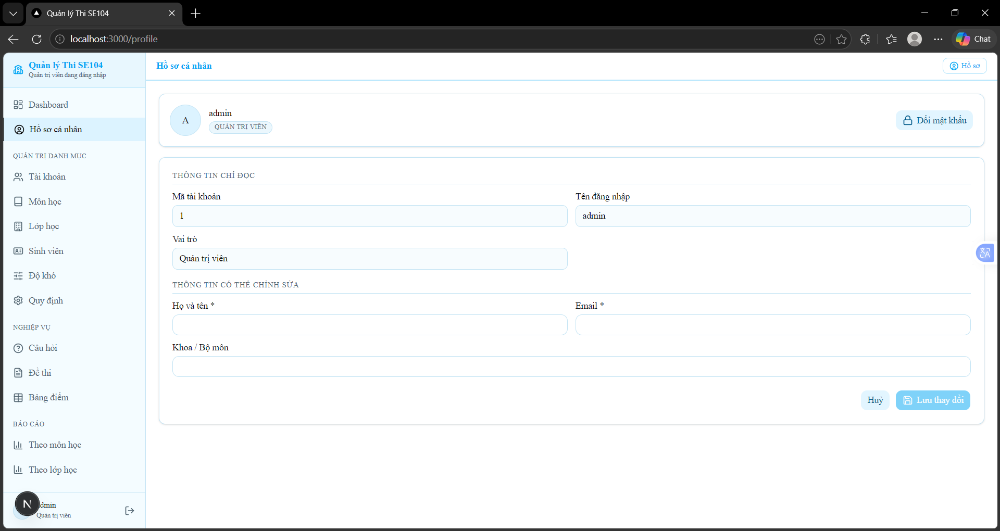 Quản lý Thi SE104
localhost:3000/profile
Chat
Quản lý Thi SE104
Quản trị viên đang đăng nhập
Hồ sơ cá nhân
Hồ sơ
Dashboard
Hồ sơ cá nhân
QUẢN TRỊ DANH MỤC
Tài khoản
Môn học
Lớp học
Sinh viên
Độ khó
Quy định
NGHIỆP VỤ
Câu hỏi
Đề thi
Bảng điểm
BÁO CÁO
Theo môn học
Theo lớp học
N
dmin
Quản trị viên
A
admin
QUẢN TRỊ VIÊN
Đổi mật khẩu
THÔNG TIN CHỈ ĐỌC
Mã tài khoản
Tên đăng nhập
1
admin
Vai trò
Quản trị viên
THÔNG TIN CÓ THỂ CHỈNH SỬA
Họ và tên *
Email *
Khoa / Bộ môn
Huỷ
Lưu thay đổi